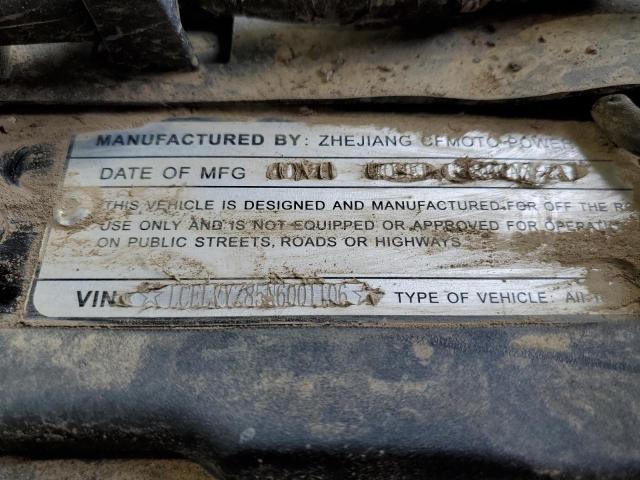 MANUFACTURED BY: ZHEJIANG CFMOTO POWER
DATE OF MFG
THIS VEHICLE IS DESIGNED AND MANUFACTURED FOR OFF THE
USE ONLY AND IS NOT EQUIPPED OR APPROVED FOR
ON PUBLIC STREETS, ROADS OR HIGHWAYS
VIN
TYPE OF VEHICLE: